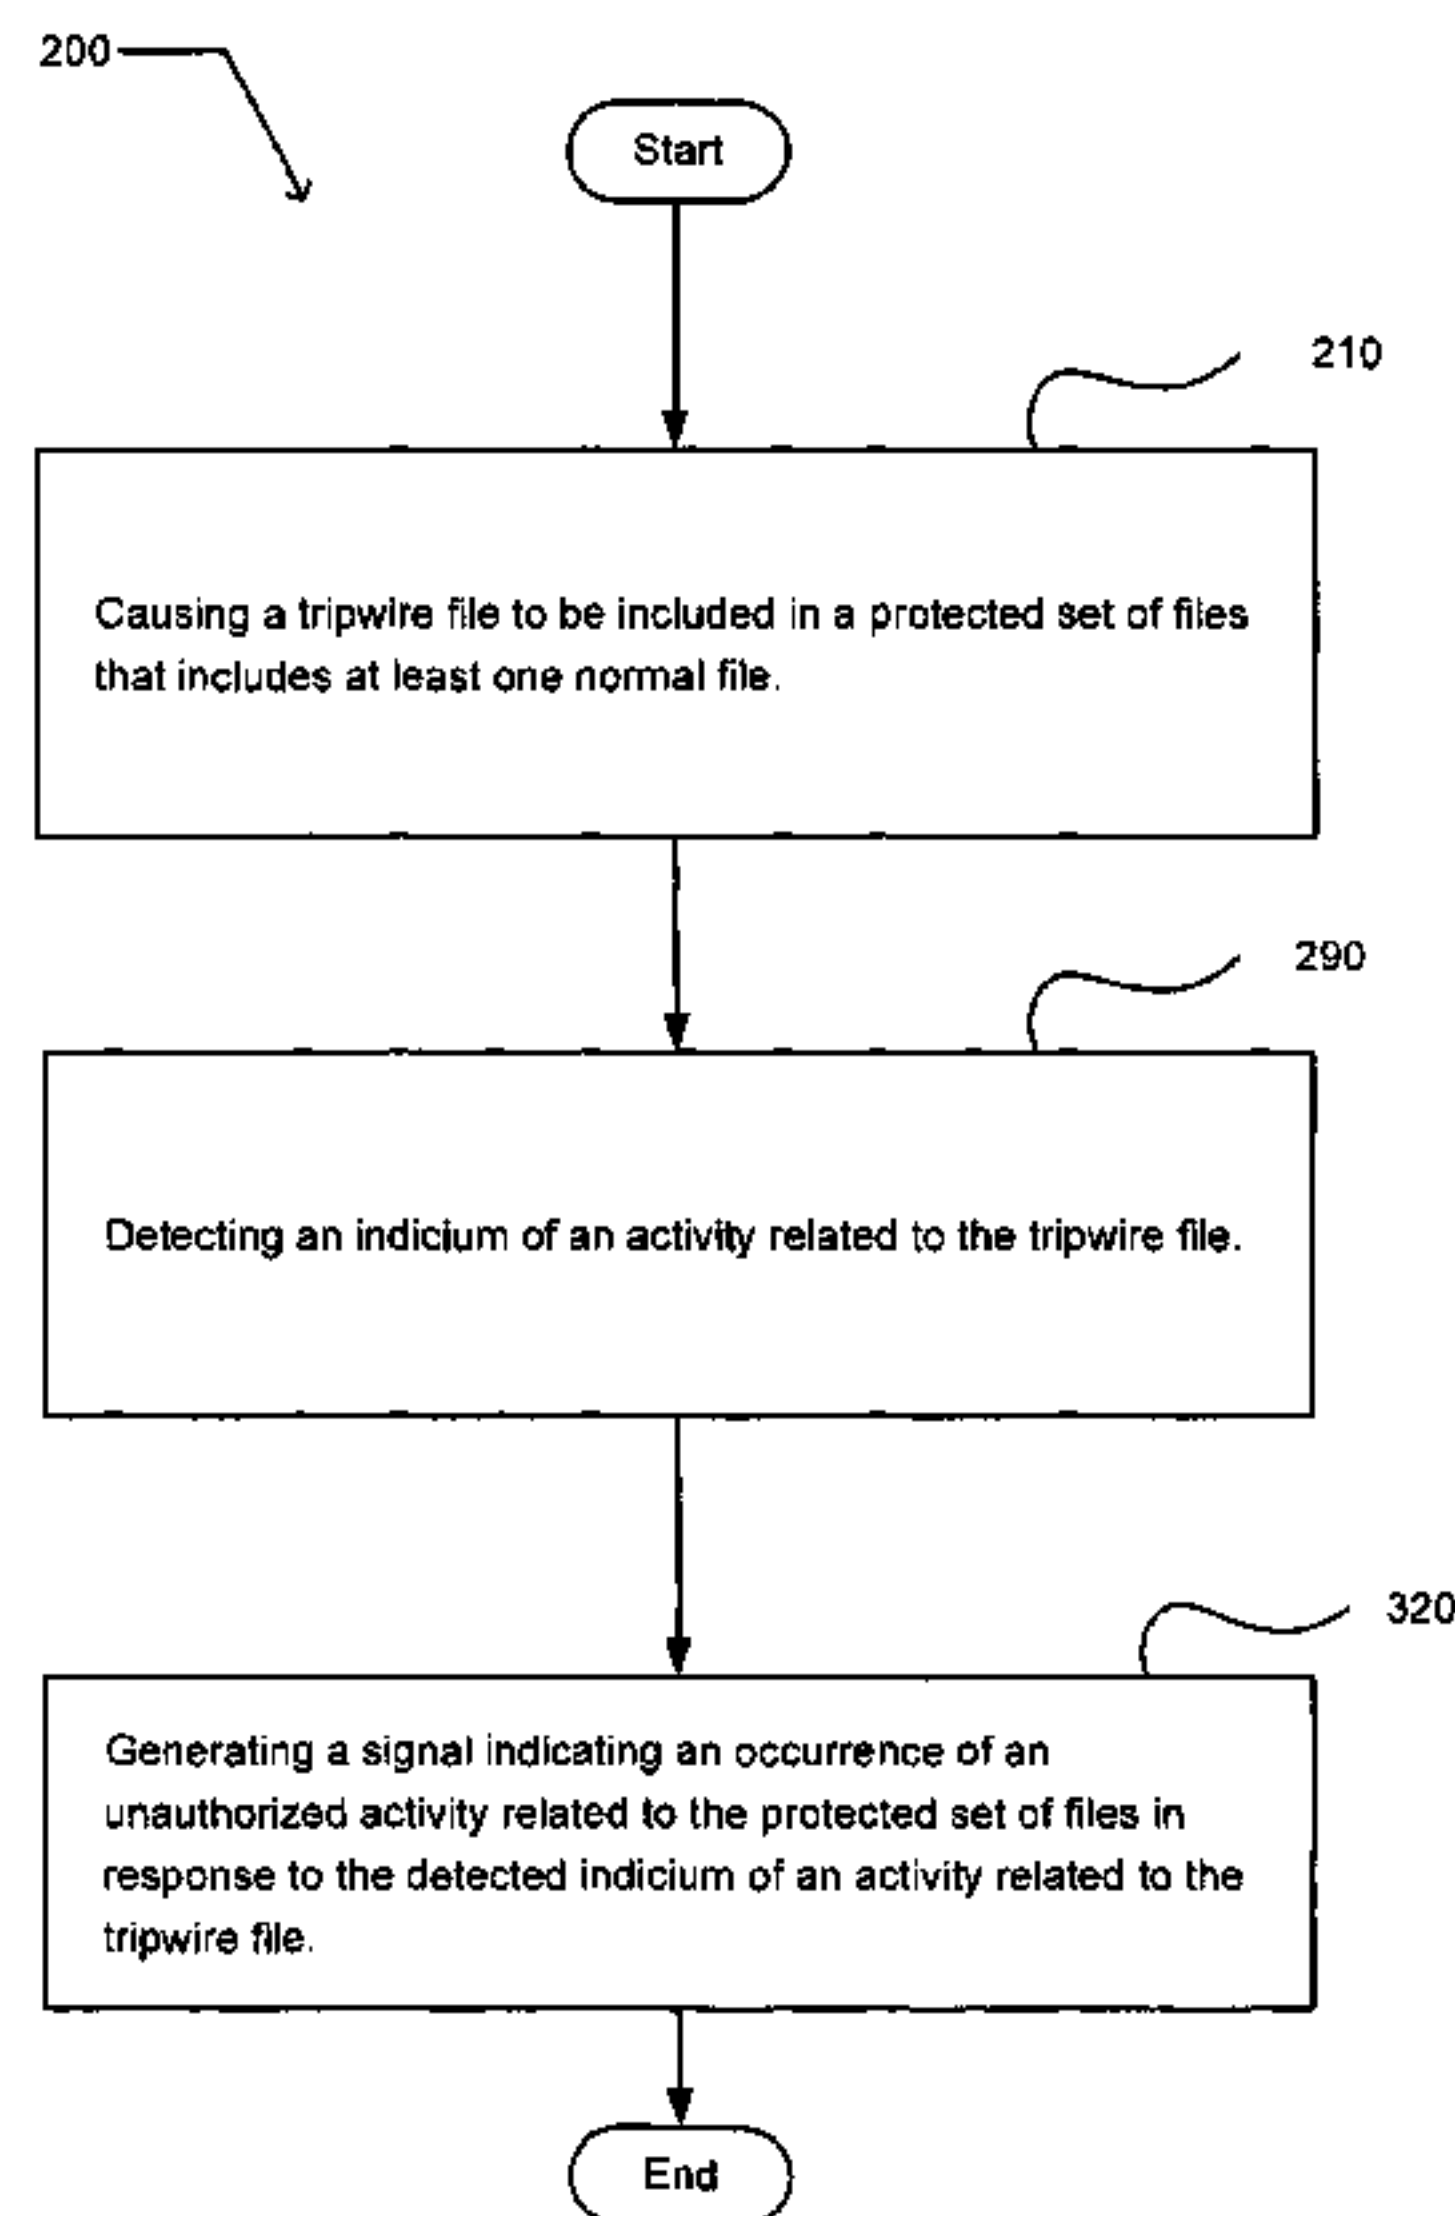 200
Start
210
Causing a tripwire file to be included in a protected set of files
that includes at least one normal file.
290
Detecting an indicium of an activity related to the tripwire file.
320
Generating a signal indicating an occurrence of an
unauthorized activity related to the protected set of files in
response to the detected indicium of an activity related to the
tripwire file.
End